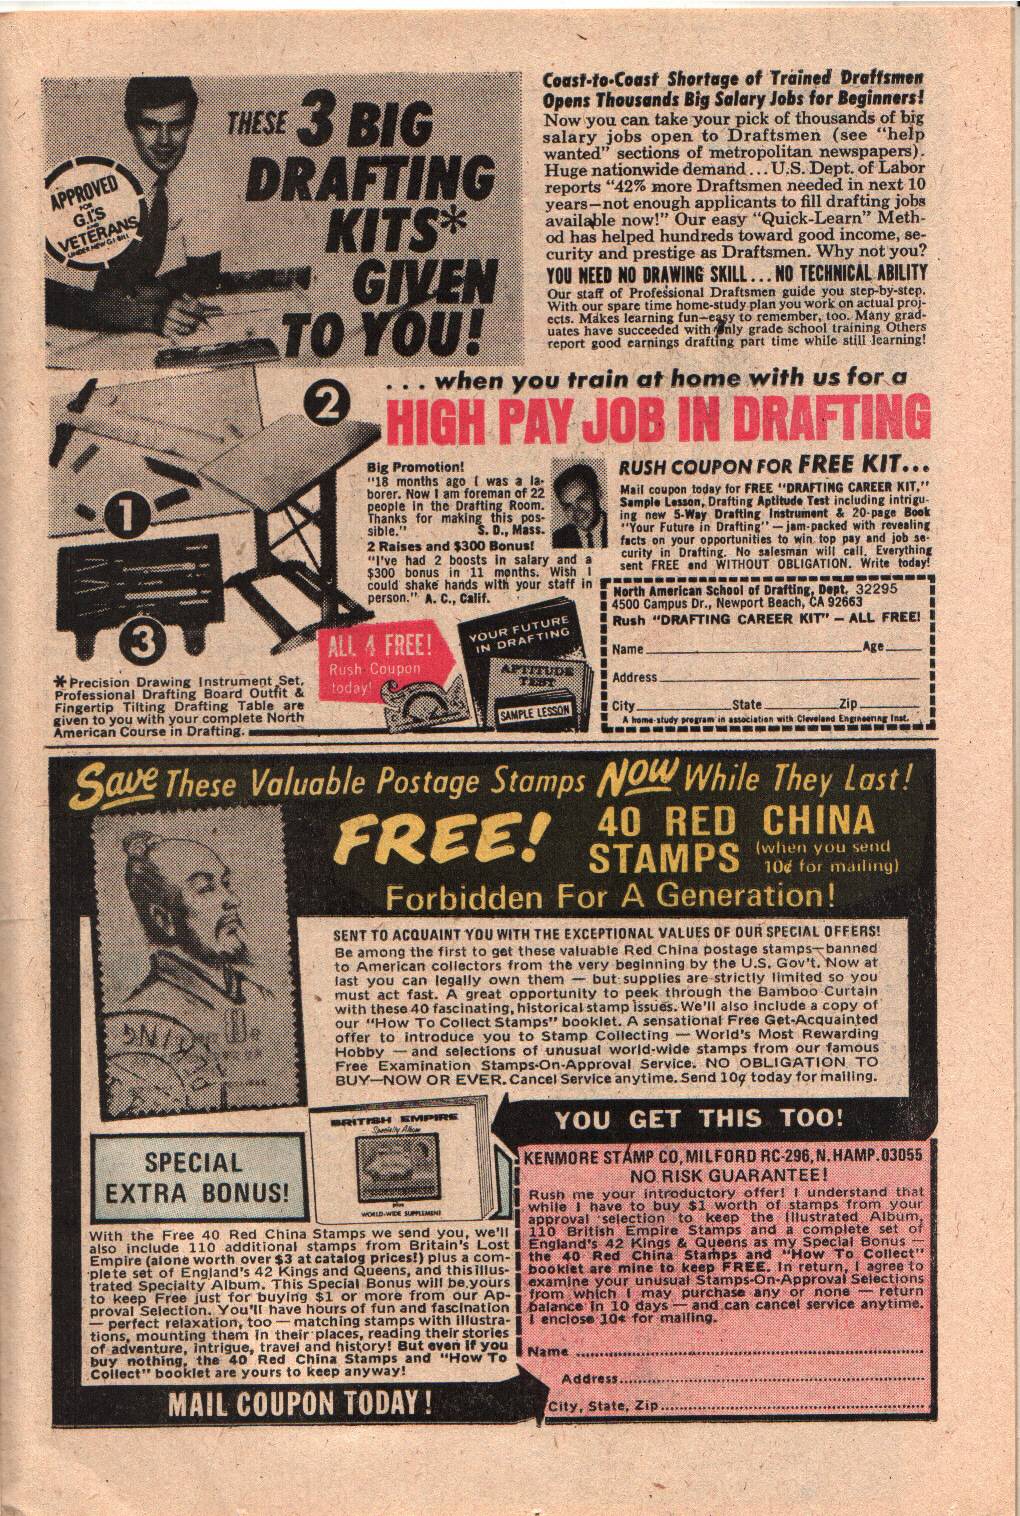 THESE 3 BIG
DRAFTING
KITS*
GIVEN
TO YOU!
APPROVED
FOR
G.I.'S
AND
VETERANS
UNDER NEW G.I. BILL
Coast-to-Coast Shortage of Trained Draftsmen
Opens Thousands Big Salary Jobs for Beginners!
Now you can take your pick of thousands of big
salary jobs open to Draftsmen (see "help
wanted" sections of metropolitan newspapers).
Huge nationwide demand...U.S. Dept. of Labor
reports "42% more Draftsmen needed in next 10
years—not enough applicants to fill drafting jobs
available now!" Our easy "Quick-Learn" Meth-
od has helped hundreds toward good income, se-
curity and prestige as Draftsmen. Why not you?
YOU NEED NO DRAWING SKILL...NO TECHNICAL ABILITY
Our staff of Professional Draftsmen guide you step-by-step.
With our spare time home-study plan you work on actual proj-
ects. Makes learning fun—easy to remember, too. Many grad-
uates have succeeded with only grade school training Others
report good earnings drafting part time while still learning!
... when you train at home with us for a
HIGH PAY JOB IN DRAFTING
1
2
3
Big Promotion!
"18 months ago I was a la-
borer. Now I am foreman of 22
people in the Drafting Room.
Thanks for making this pos-
sible." S. D., Mass.
2 Raises and $300 Bonus!
"I've had 2 boosts in salary and a
$300 bonus in 11 months. Wish I
could shake hands with your staff in
person." A. C., Calif.
RUSH COUPON FOR FREE KIT...
Mail coupon today for FREE "DRAFTING CAREER KIT,"
Sample Lesson, Drafting Aptitude Test including intrigu-
ing new 5-Way Drafting Instrument & 20-page Book
"Your Future in Drafting"—jam-packed with revealing
facts on your opportunities to win top pay and job se-
curity in Drafting. No salesman will call. Everything
sent FREE and WITHOUT OBLIGATION. Write today!
ALL 4 FREE!
Rush Coupon
today!
YOUR FUTURE
IN DRAFTING
APTITUDE
TEST
SAMPLE LESSON
* Precision Drawing Instrument Set,
Professional Drafting Board Outfit &
Fingertip Tilting Drafting Table are
given to you with your complete North
American Course in Drafting.
North American School of Drafting, Dept. 32295
4500 Campus Dr., Newport Beach, CA 92663
Rush "DRAFTING CAREER KIT" — ALL FREE!
Name Age
Address
City State Zip
A home-study program in association with Cleveland Engineering Inst.
Save These Valuable Postage Stamps NOW While They Last!
FREE! 40 RED CHINA
STAMPS (when you send
10¢ for mailing)
Forbidden For A Generation!
SENT TO ACQUAINT YOU WITH THE EXCEPTIONAL VALUES OF OUR SPECIAL OFFERS!
Be among the first to get these valuable Red China postage stamps—banned
to American collectors from the very beginning by the U.S. Gov't. Now at
last you can legally own them — but supplies are strictly limited so you
must act fast. A great opportunity to peek through the Bamboo Curtain
with these 40 fascinating, historical stamp issues. We'll also include a copy of
our "How To Collect Stamps" booklet. A sensational Free Get-Acquainted
offer to introduce you to Stamp Collecting — World's Most Rewarding
Hobby — and selections of unusual world-wide stamps from our famous
Free Examination Stamps-On-Approval Service. NO OBLIGATION TO
BUY—NOW OR EVER. Cancel Service anytime. Send 10¢ today for mailing.
BRITISH EMPIRE
Specialty Album
plus
WORLD-WIDE SUPPLEMENT
SPECIAL
EXTRA BONUS!
With the Free 40 Red China Stamps we send you, we'll
also include 110 additional stamps from Britain's Lost
Empire (alone worth over $3 at catalog prices!) plus a com-
plete set of England's 42 Kings and Queens, and this illus-
trated Specialty Album. This Special Bonus will be yours
to keep Free just for buying $1 or more from our Ap-
proval Selection. You'll have hours of fun and fascination
— perfect relaxation, too — matching stamps with illustra-
tions, mounting them in their places, reading their stories
of adventure, intrigue, travel and history! But even if you
buy nothing, the 40 Red China Stamps and "How To
Collect" booklet are yours to keep anyway!
MAIL COUPON TODAY!
YOU GET THIS TOO!
KENMORE STAMP CO, MILFORD RC-296, N. HAMP. 03055
NO RISK GUARANTEE!
Rush me your introductory offer! I understand that
while I have to buy $1 worth of stamps from your
approval selection to keep the Illustrated Album,
110 British Empire Stamps and a complete set of
England's 42 Kings & Queens as my Special Bonus —
the 40 Red China Stamps and "How To Collect"
booklet are mine to keep FREE. In return, I agree to
examine your unusual Stamps-On-Approval Selections
from which I may purchase any or none — return
balance in 10 days — and can cancel service anytime.
I enclose 10¢ for mailing.
Name
Address
City, State, Zip